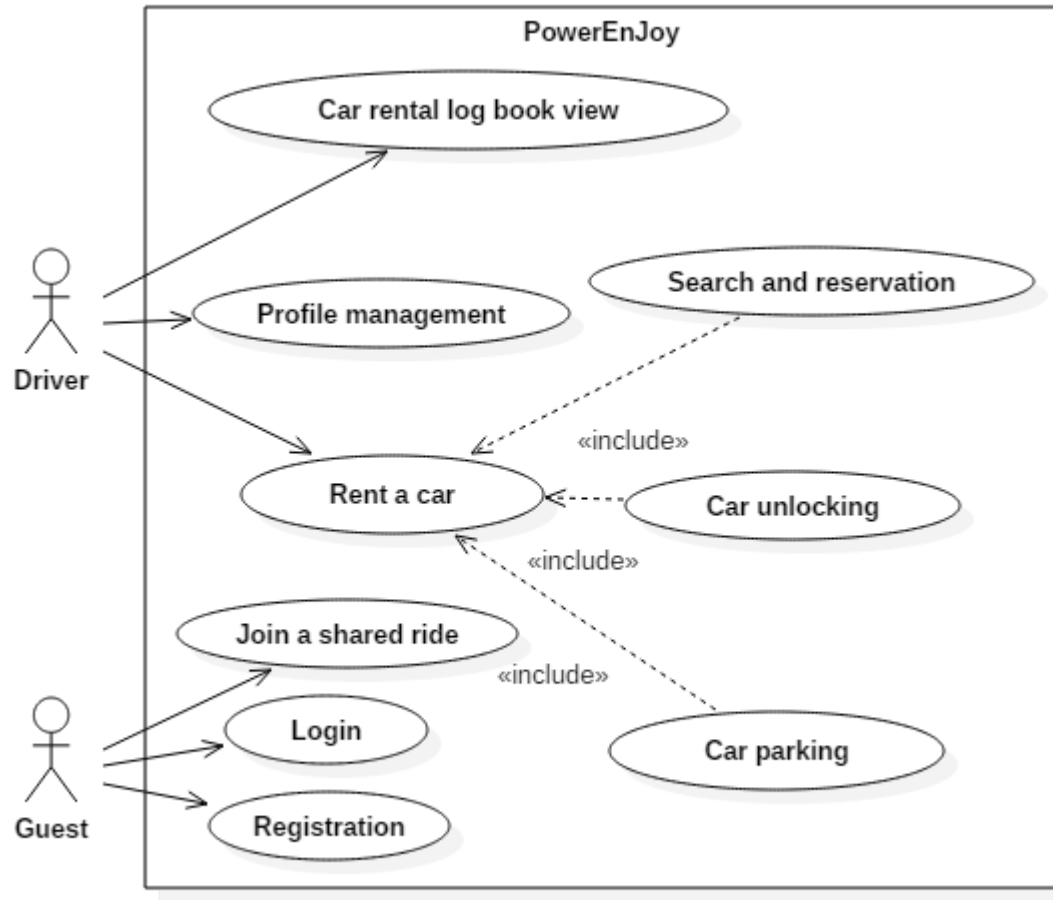 PowerEnJoy
Car rental log book view
Search and reservation
Profile management
Driver
«include»
Rent a car
Car unlocking
«include»
Join a shared ride
«include»
Login
Car parking
Registration
Guest